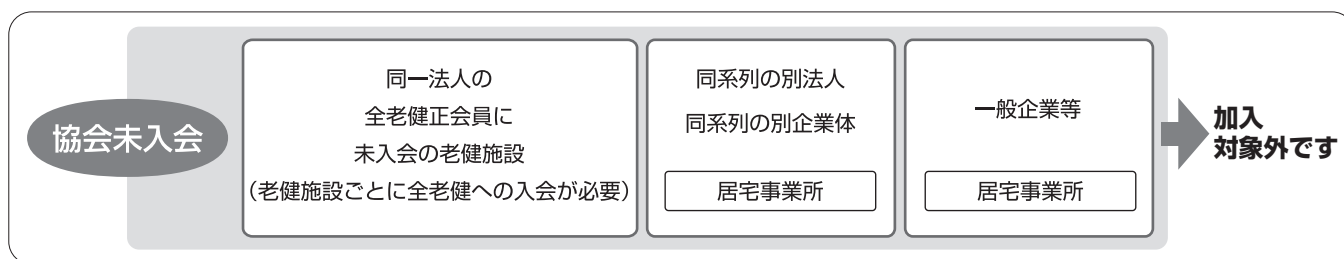 協会未入会
同一法人の
全老健正会員に
未入会の老健施設
(老健施設ごとに全老健への入会が必要)
同系列の別法人
同系列の別企業体
居宅事業所
一般企業等
居宅事業所
加入
対象外です